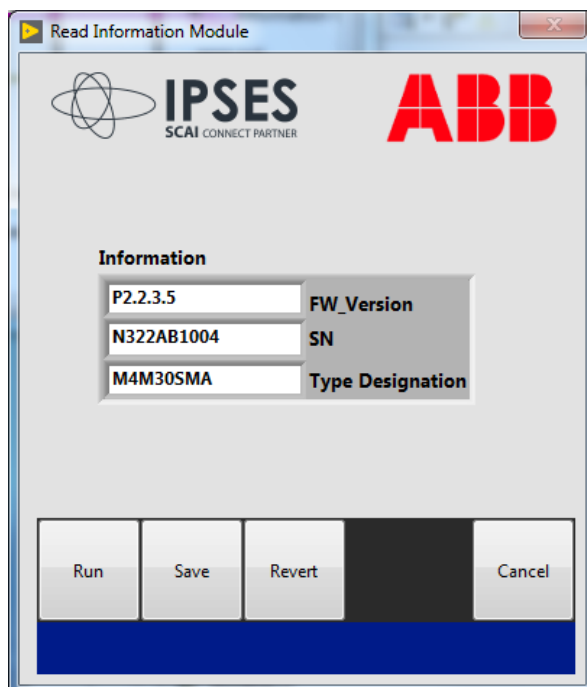 Read Information Module
IPSES
SCAI CONNECT PARTNER
ABB
Information
P2.2.3.5 FW_Version
N322AB1004 SN
M4M30SMA Type Designation
Run Save Revert Cancel